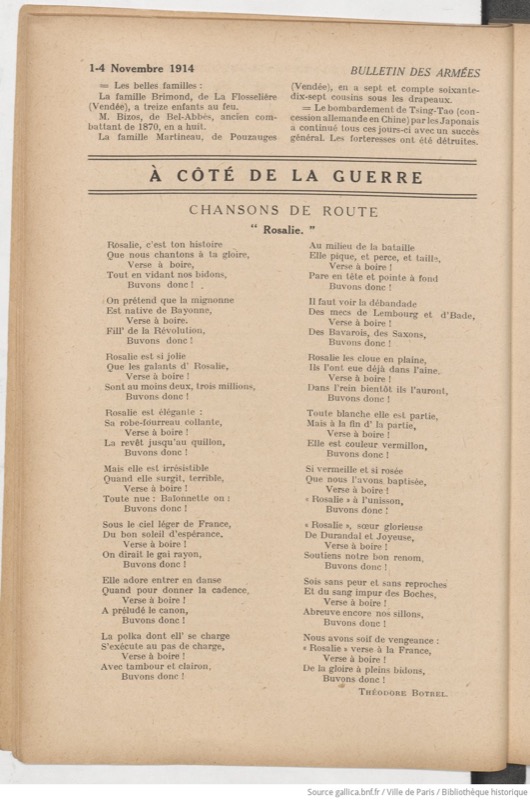 1-4 Novembre 1914
BULLETIN DES ARMÉES
= Les belles familles :
La famille Brimond, de La Flosselière
(Vendée), a treize enfants au feu.
M. Bizos, de Bel-Abbès, ancien com-
battant de 1870, en a huit.
La famille Murtineau, de Pouzauges
(Vendée), en a sept et compte soixante-
dix-sept cousins sous les drapeaux.
= Le bombardement de Tsing-Tao (con-
cession allemande en Chine) par les Japonais
a continué tous ces jours-ci avec un succès
général. Les forteresses ont été détruites.
À CÔTÉ DE LA GUERRE
CHANSONS DE ROUTE
" Rosalie. "
Rosalie, c'est ton histoire
Que nous chantons à ta gloire,
Verse à boire,
Tout en vidant nos bidons,
Buvons donc !
On prétend que la mignonne
Est native de Bayonne,
Verse à boire.
Fill' de la Révolution,
Buvons donc !
Rosalie est si jolie
Que les galants d' Rosalie,
Verse à boire !
Sont au moins deux, trois millions,
Buvons donc !
Rosalie est élégante :
Sa robe-fourreau collante,
Verse à boire !
La revêt jusqu'au quillon,
Buvons donc !
Mais elle est irrésistible
Quand elle surgit, terrible,
Verse à boire !
Toute nue : Baïonnette on :
Buvons donc !
Sous le ciel léger de France,
Du bon soleil d'espérance,
Verse à boire !
On dirait le gai rayon,
Buvons donc !
Elle adore entrer en danse
Quand pour donner la cadence,
Verse à boire !
A préludé le canon,
Buvons donc !
La polka dont ell' se charge
S'exécute au pas de charge,
Verse à boire !
Avec tambour et clairon,
Buvons donc !
Au milieu de la bataille
Elle pique, et perce, et taille,
Verse à boire !
Pare en tête et pointe à fond
Buvons donc !
Il faut voir la débandade
Des mecs de Lembourg et d'Bade,
Verse à boire !
Des Bavarois, des Saxons,
Buvons donc !
Rosalie les cloue en plaine,
Ils l'ont eue déjà dans l'aine.
Verse à boire !
Dans l'rein bientôt ils l'auront,
Buvons donc !
Toute blanche elle est partie,
Mais à la fin d' la partie,
Verse à boire !
Elle est couleur vermillon,
Buvons donc !
Si vermeille et si rosée
Que nous l'avons baptisée,
Verse à boire !
« Rosalie » à l'unisson,
Buvons donc !
« Rosalie », sœur glorieuse
De Durandal et Joyeuse,
Verse à boire !
Soutiens notre bon renom,
Buvons donc !
Sois sans peur et sans reproches
Et du sang impur des Boches,
Verse à boire !
Abreuve encore nos sillons,
Buvons donc !
Nous avons soif de vengeance :
« Rosalie » verse à la France,
Verse à boire !
De la gloire à pleins bidons,
Buvons donc !
THÉODORE BOTREL.
Source gallica.bnf.fr / Ville de Paris / Bibliothèque historique